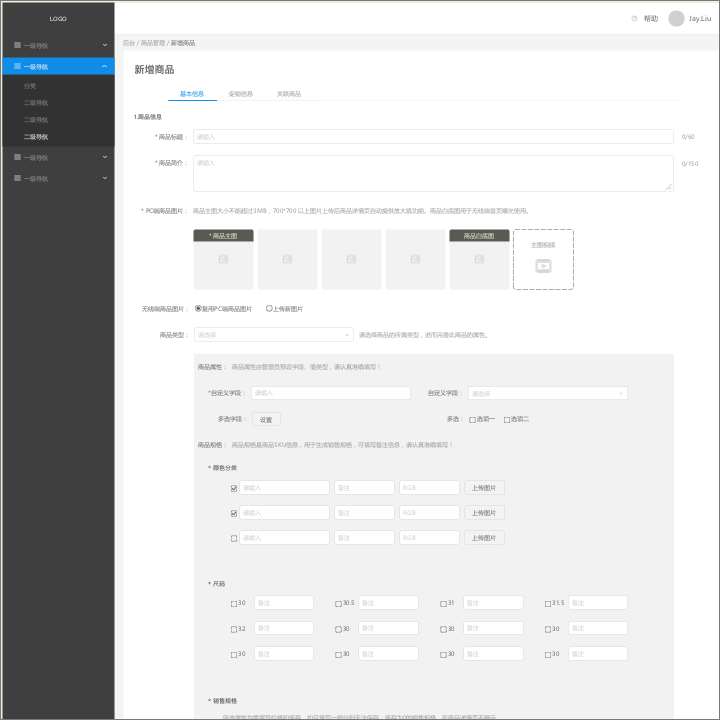 LOGO
帮助
Jay.Liu
一级导航
一级导航
分类
二级导航
二级导航
二级导航
一级导航
一级导航
后台 / 商品管理 / 新增商品
新增商品
基本信息
促销信息
关联商品
1.商品信息
*商品标题：
请输入
0/60
*商品简介：
请输入
0/150
* PC端商品图片：
商品主图大小不能超过3MB；700*700 以上图片上传后商品详情页自动提供放大镜功能。商品白底图用于无线端首页曝光使用。
* 商品主图
商品白底图
主图视频
无线端商品图片：
复用PC端商品图片
上传新图片
商品类型：
请选择
请选择商品的所属类型，进而完善此商品的属性。
商品属性： 商品属性由管理员预设字段、值类型，请认真准确填写！
*自定义字段：
请输入
自定义字段：
请选择
多选字段：
设置
多选：
选项一
选项二
商品规格： 商品规格是商品SKU信息，用于生成销售规格，可填写备注信息，请认真准确填写！
* 颜色分类
请输入
备注
RGB
上传图片
请输入
备注
RGB
上传图片
请输入
备注
RGB
上传图片
* 尺码
30 备注
30.5 备注
31 备注
31.5 备注
32 备注
30 备注
30 备注
30 备注
30 备注
30 备注
30 备注
30 备注
* 销售规格